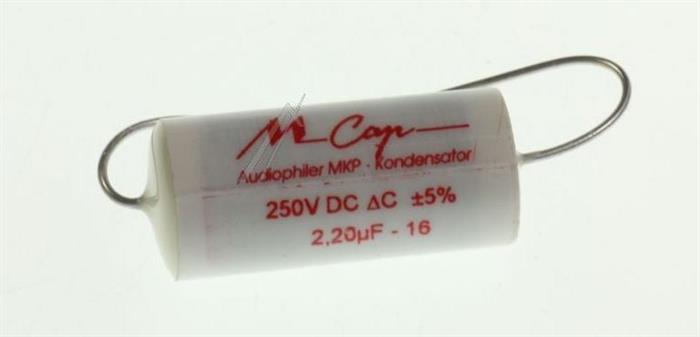 M Cap
Audiophiler MKP - Kondensator
250V DC ΔC ±5%
2,20µF - 16